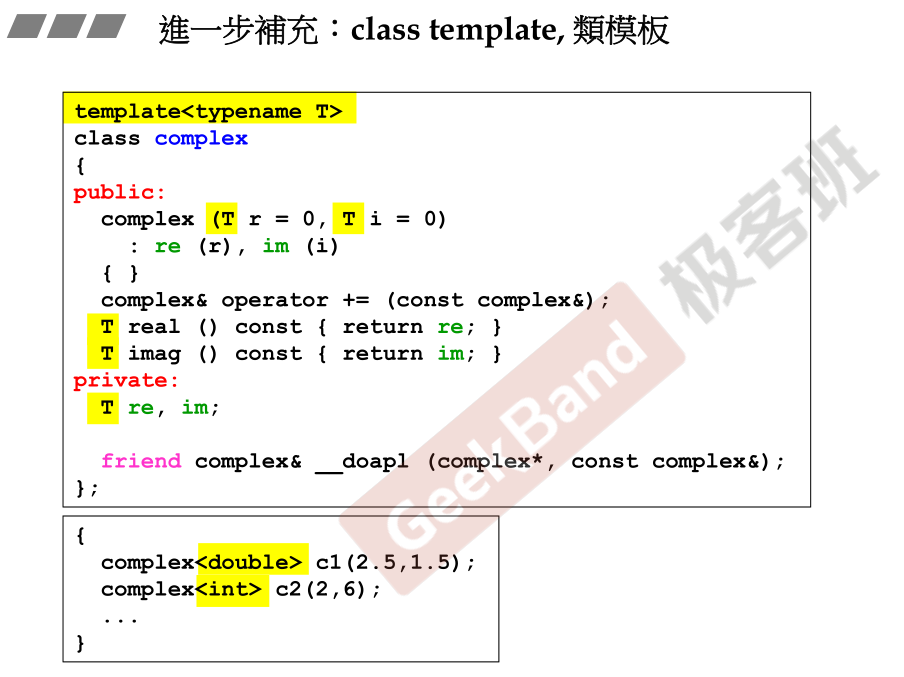 進一步補充：class template, 類模板
template<typename T>
class complex
{
public:
  complex (T r = 0, T i = 0)
    : re (r), im (i)
  { }
  complex& operator += (const complex&);
  T real () const { return re; }
  T imag () const { return im; }
private:
  T re, im;
  friend complex& __doapl (complex*, const complex&);
};
{
  complex<double> c1(2.5,1.5);
  complex<int> c2(2,6);
  ...
}
GeekBand 极客班